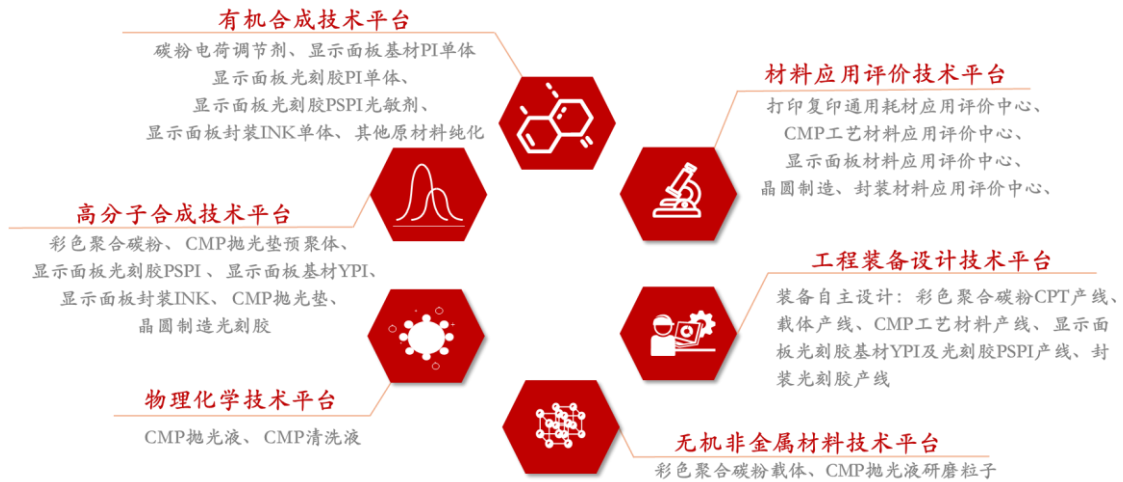 有机合成技术平台
碳粉电荷调节剂、显示面板基材PI单体
显示面板光刻胶PI单体、
显示面板光刻胶PSPI光敏剂、
显示面板封装INK单体、其他原材料纯化
材料应用评价技术平台
打印复印通用耗材应用评价中心、
CMP工艺材料应用评价中心、
显示面板材料应用评价中心、
晶圆制造、封装材料应用评价中心、
高分子合成技术平台
彩色聚合碳粉、CMP抛光垫预聚体、
显示面板光刻胶PSPI 、显示面板基材YPI、
显示面板封装INK、CMP抛光垫、
晶圆制造光刻胶
工程装备设计技术平台
装备自主设计：彩色聚合碳粉CPT产线、
载体产线、CMP工艺材料产线、显示面
板光刻胶基材YPI及光刻胶PSPI产线、封
装光刻胶产线
物理化学技术平台
CMP抛光液、CMP清洗液
无机非金属材料技术平台
彩色聚合碳粉载体、CMP抛光液研磨粒子